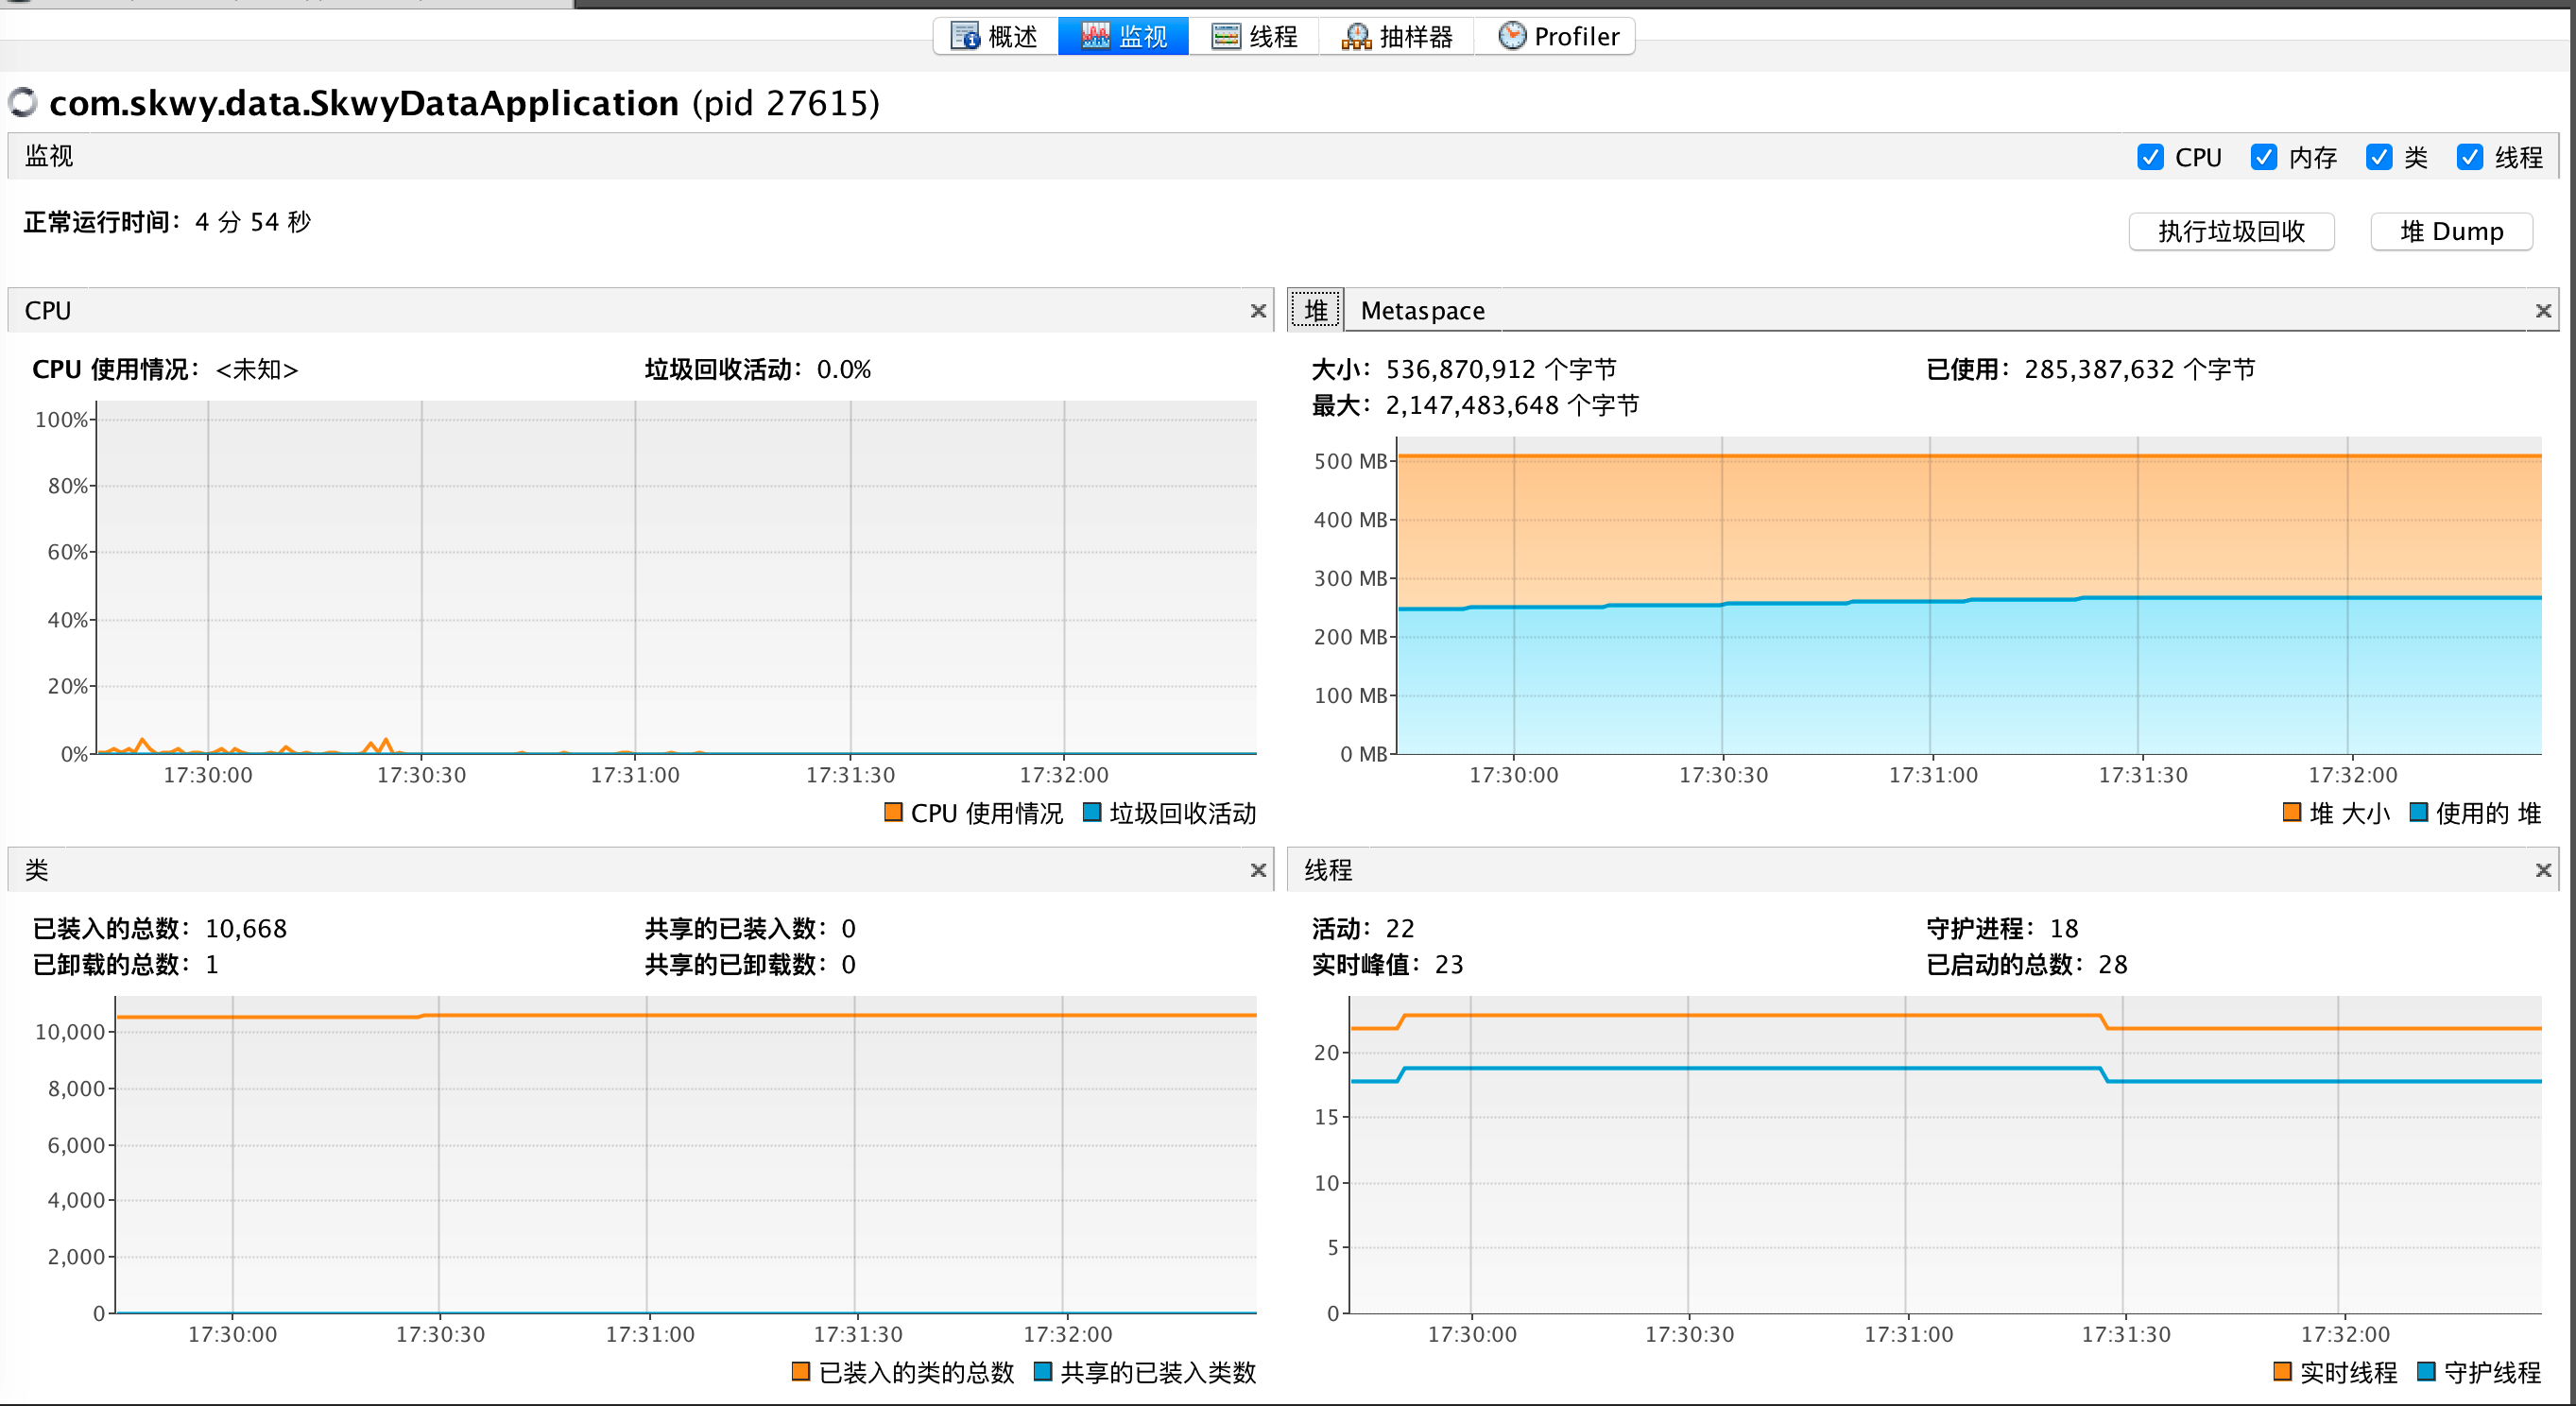 概述 监视 线程 抽样器 Profiler
com.skwy.data.SkwyDataApplication (pid 27615)
监视 CPU 内存 类 线程
正常运行时间： 4 分 54 秒
执行垃圾回收 堆 Dump
CPU
CPU 使用情况： <未知> 垃圾回收活动： 0.0%
100%
80%
60%
40%
20%
0%
17:30:00 17:30:30 17:31:00 17:31:30 17:32:00
CPU 使用情况 垃圾回收活动
堆 Metaspace
大小： 536,870,912 个字节 已使用： 285,387,632 个字节
最大： 2,147,483,648 个字节
500 MB
400 MB
300 MB
200 MB
100 MB
0 MB
17:30:00 17:30:30 17:31:00 17:31:30 17:32:00
堆 大小 使用的 堆
类
已装入的总数： 10,668 共享的已装入数： 0
已卸载的总数： 1 共享的已卸载数： 0
10,000
8,000
6,000
4,000
2,000
0
17:30:00 17:30:30 17:31:00 17:31:30 17:32:00
已装入的类的总数 共享的已装入类数
线程
活动： 22 守护进程： 18
实时峰值： 23 已启动的总数： 28
20
15
10
5
0
17:30:00 17:30:30 17:31:00 17:31:30 17:32:00
实时线程 守护线程